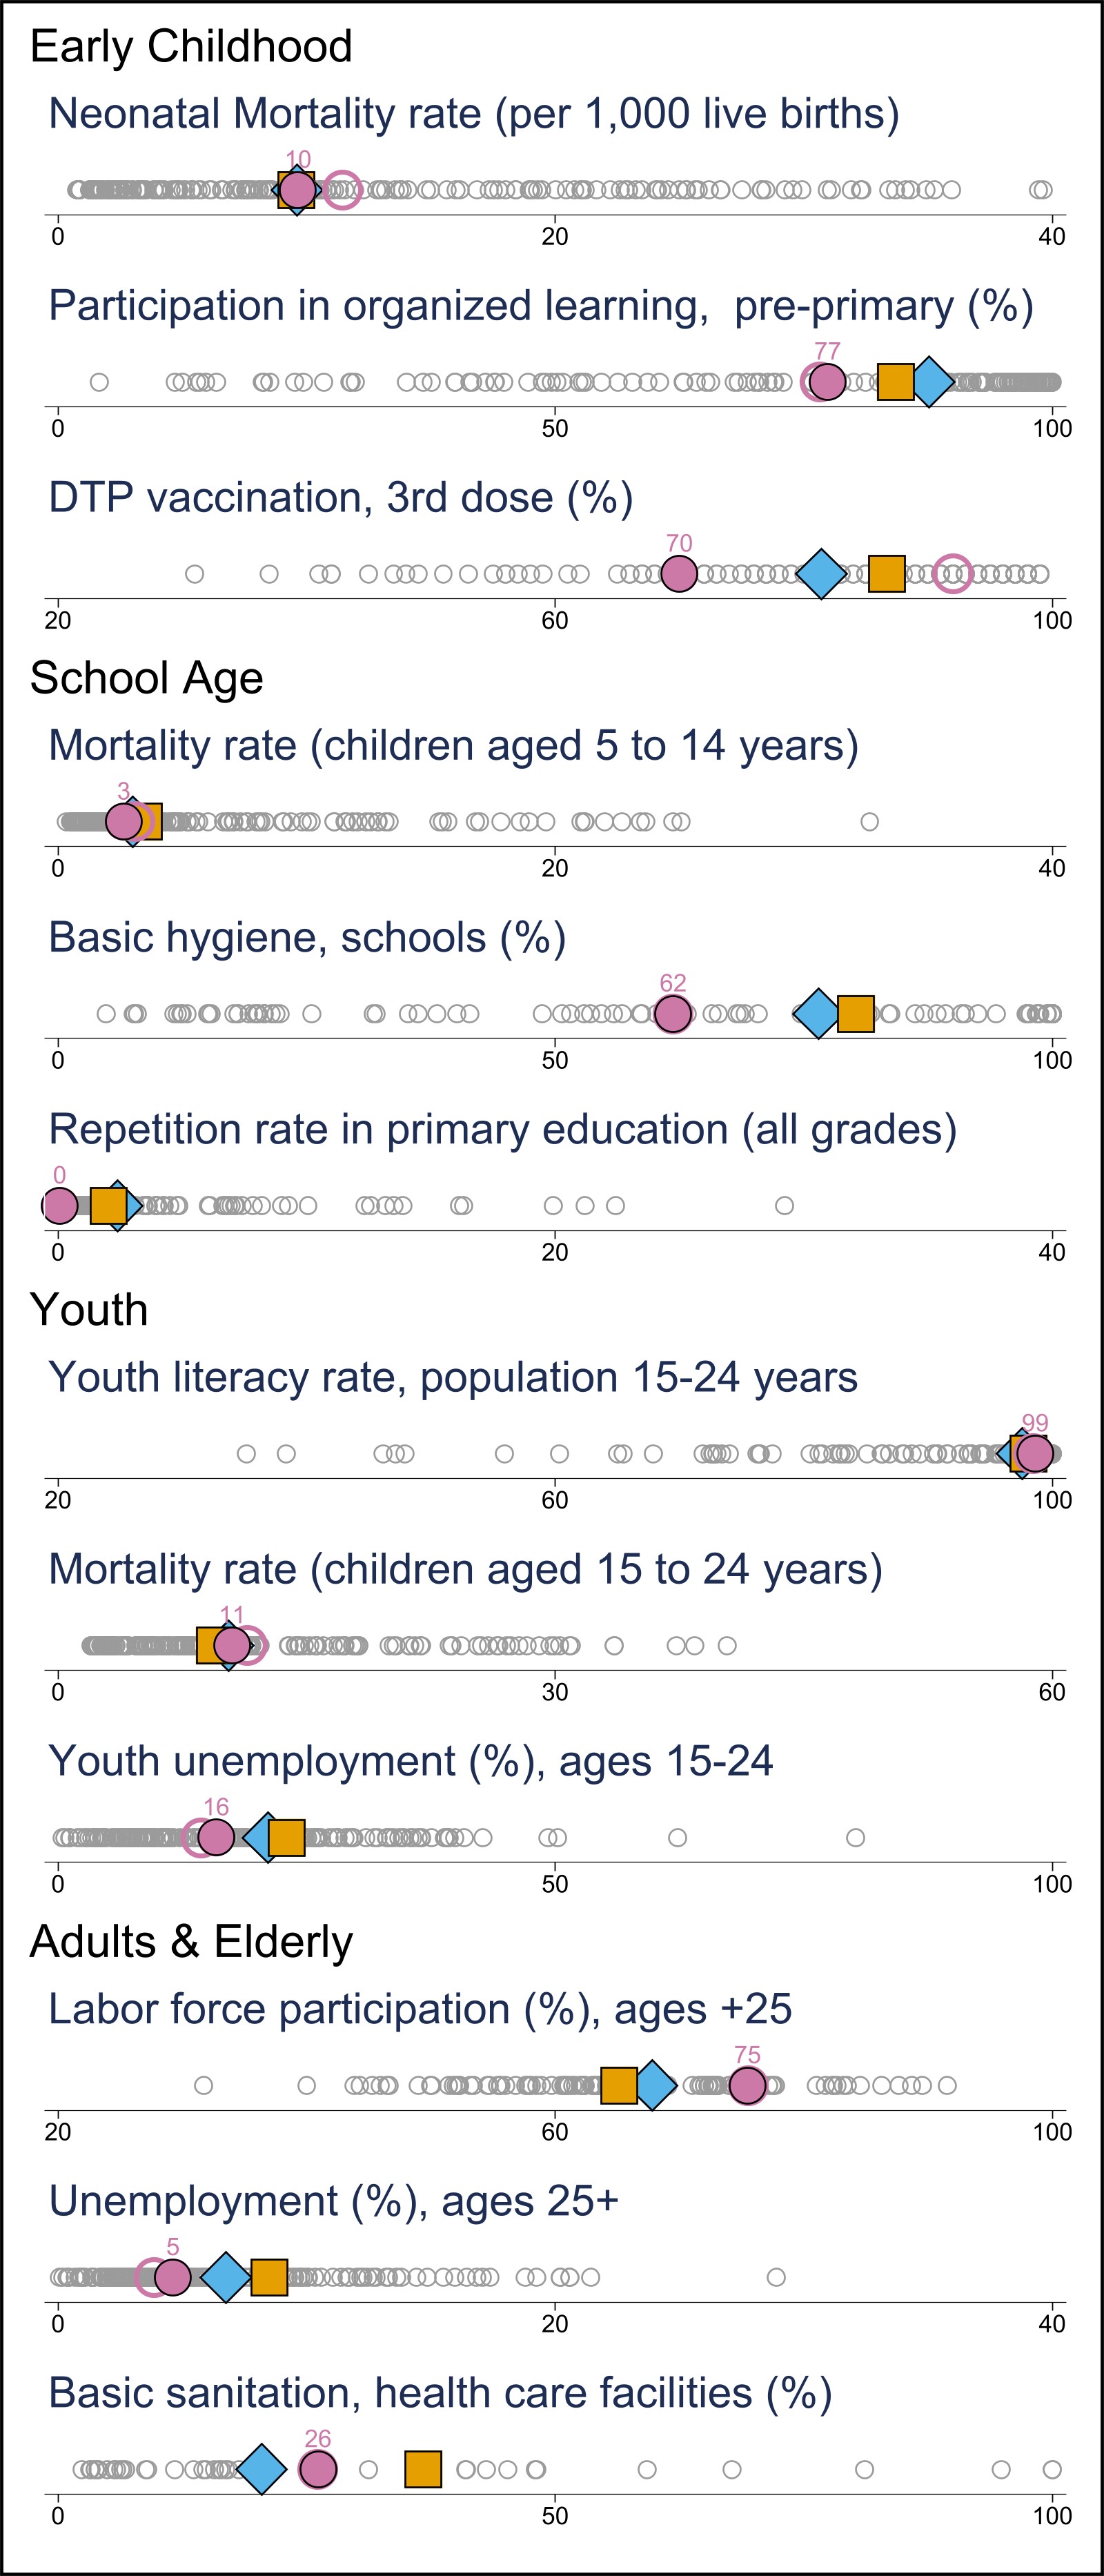 Early Childhood
Neonatal Mortality rate (per 1,000 live births)
10
0 20 40
Participation in organized learning,  pre-primary (%)
77
0 50 100
DTP vaccination, 3rd dose (%)
70
20 60 100
School Age
Mortality rate (children aged 5 to 14 years)
3
0 20 40
Basic hygiene, schools (%)
62
0 50 100
Repetition rate in primary education (all grades)
0
0 20 40
Youth
Youth literacy rate, population 15-24 years
99
20 60 100
Mortality rate (children aged 15 to 24 years)
11
0 30 60
Youth unemployment (%), ages 15-24
16
0 50 100
Adults & Elderly
Labor force participation (%), ages +25
75
20 60 100
Unemployment (%), ages 25+
5
0 20 40
Basic sanitation, health care facilities (%)
26
0 50 100